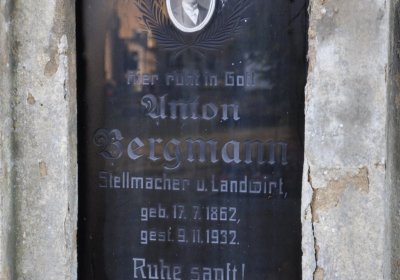 Hier ruht in Gott
Anton
Bergmann
Stellmacher u. Landwirt,
geb. 17. 7. 1862,
gest. 9. 11. 1932.
Ruhe sanft!